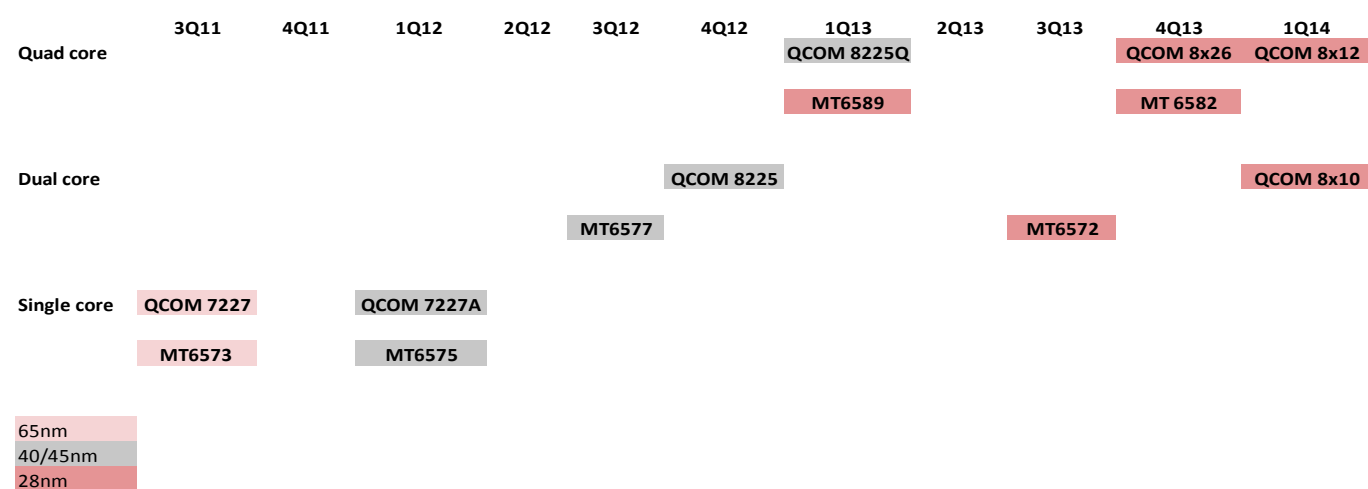 3Q11 4Q11 1Q12 2Q12 3Q12 4Q12 1Q13 2Q13 3Q13 4Q13 1Q14
Quad core QCOM 8225Q QCOM 8x26 QCOM 8x12
MT6589 MT 6582
Dual core QCOM 8225 QCOM 8x10
MT6577 MT6572
Single core QCOM 7227 QCOM 7227A
MT6573 MT6575
65nm
40/45nm
28nm